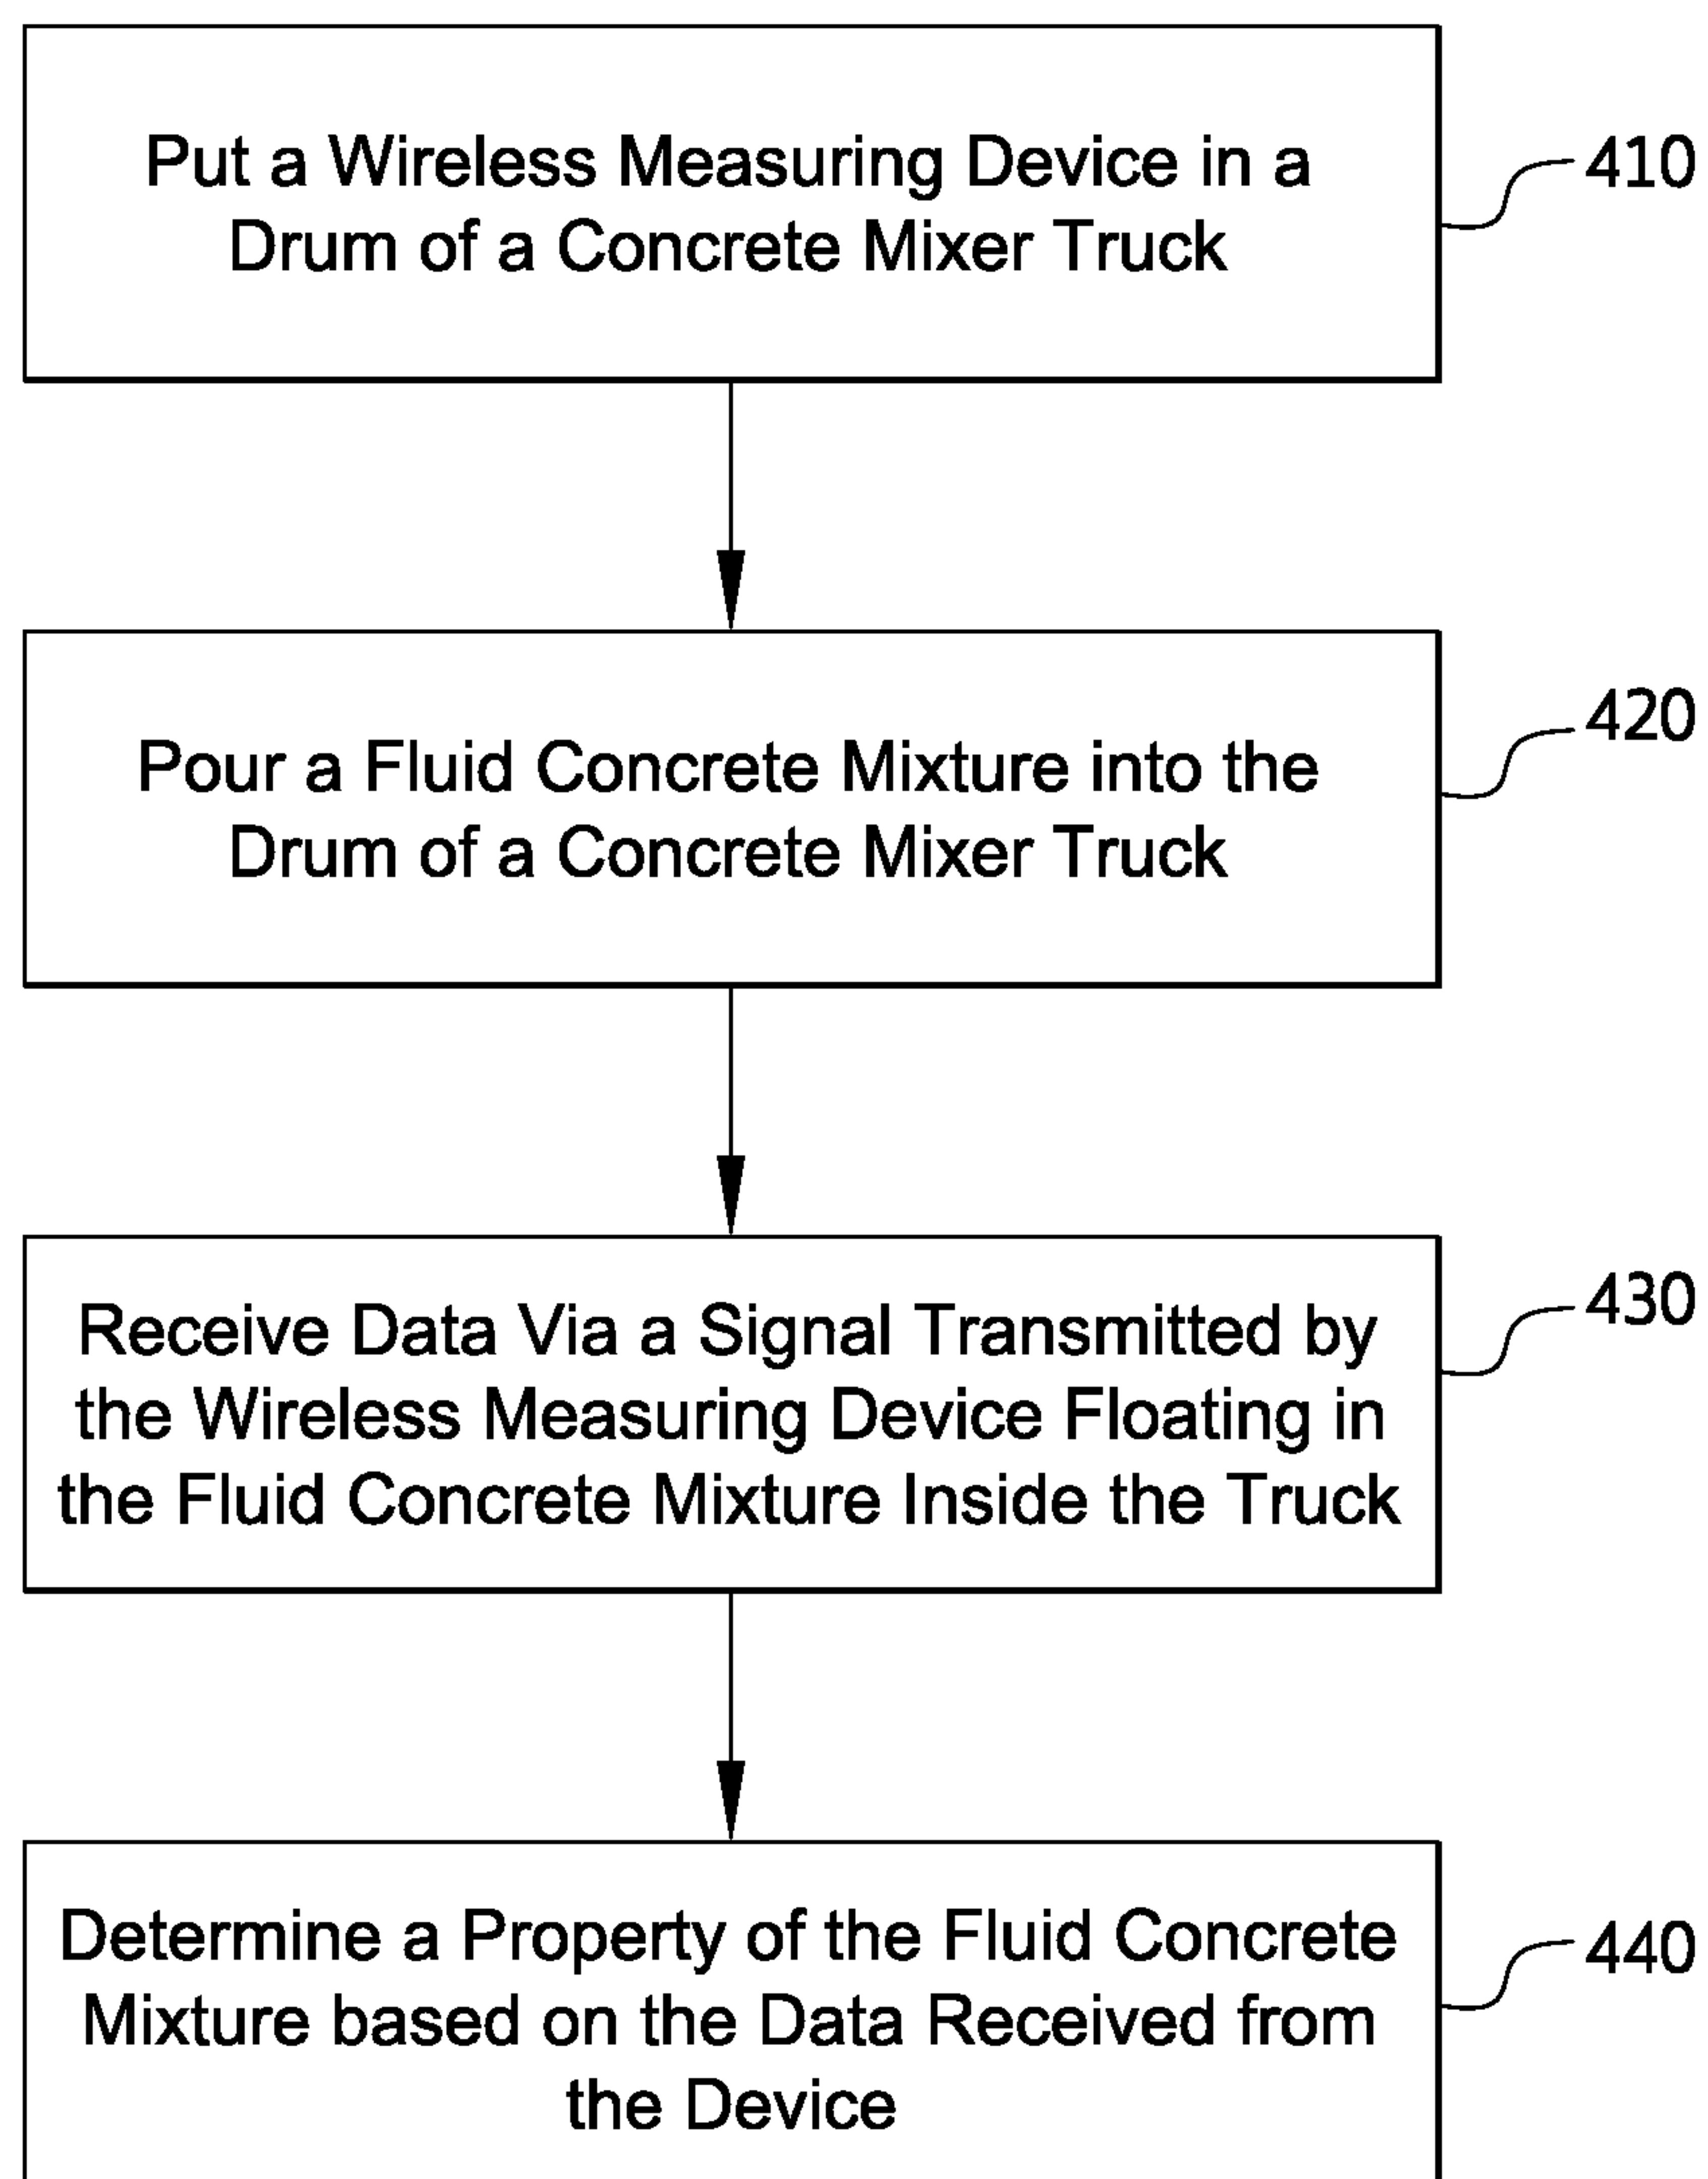 Put a Wireless Measuring Device in a
Drum of a Concrete Mixer Truck
410
Pour a Fluid Concrete Mixture into the
Drum of a Concrete Mixer Truck
420
Receive Data Via a Signal Transmitted by
the Wireless Measuring Device Floating in
the Fluid Concrete Mixture Inside the Truck
430
Determine a Property of the Fluid Concrete
Mixture based on the Data Received from
the Device
440